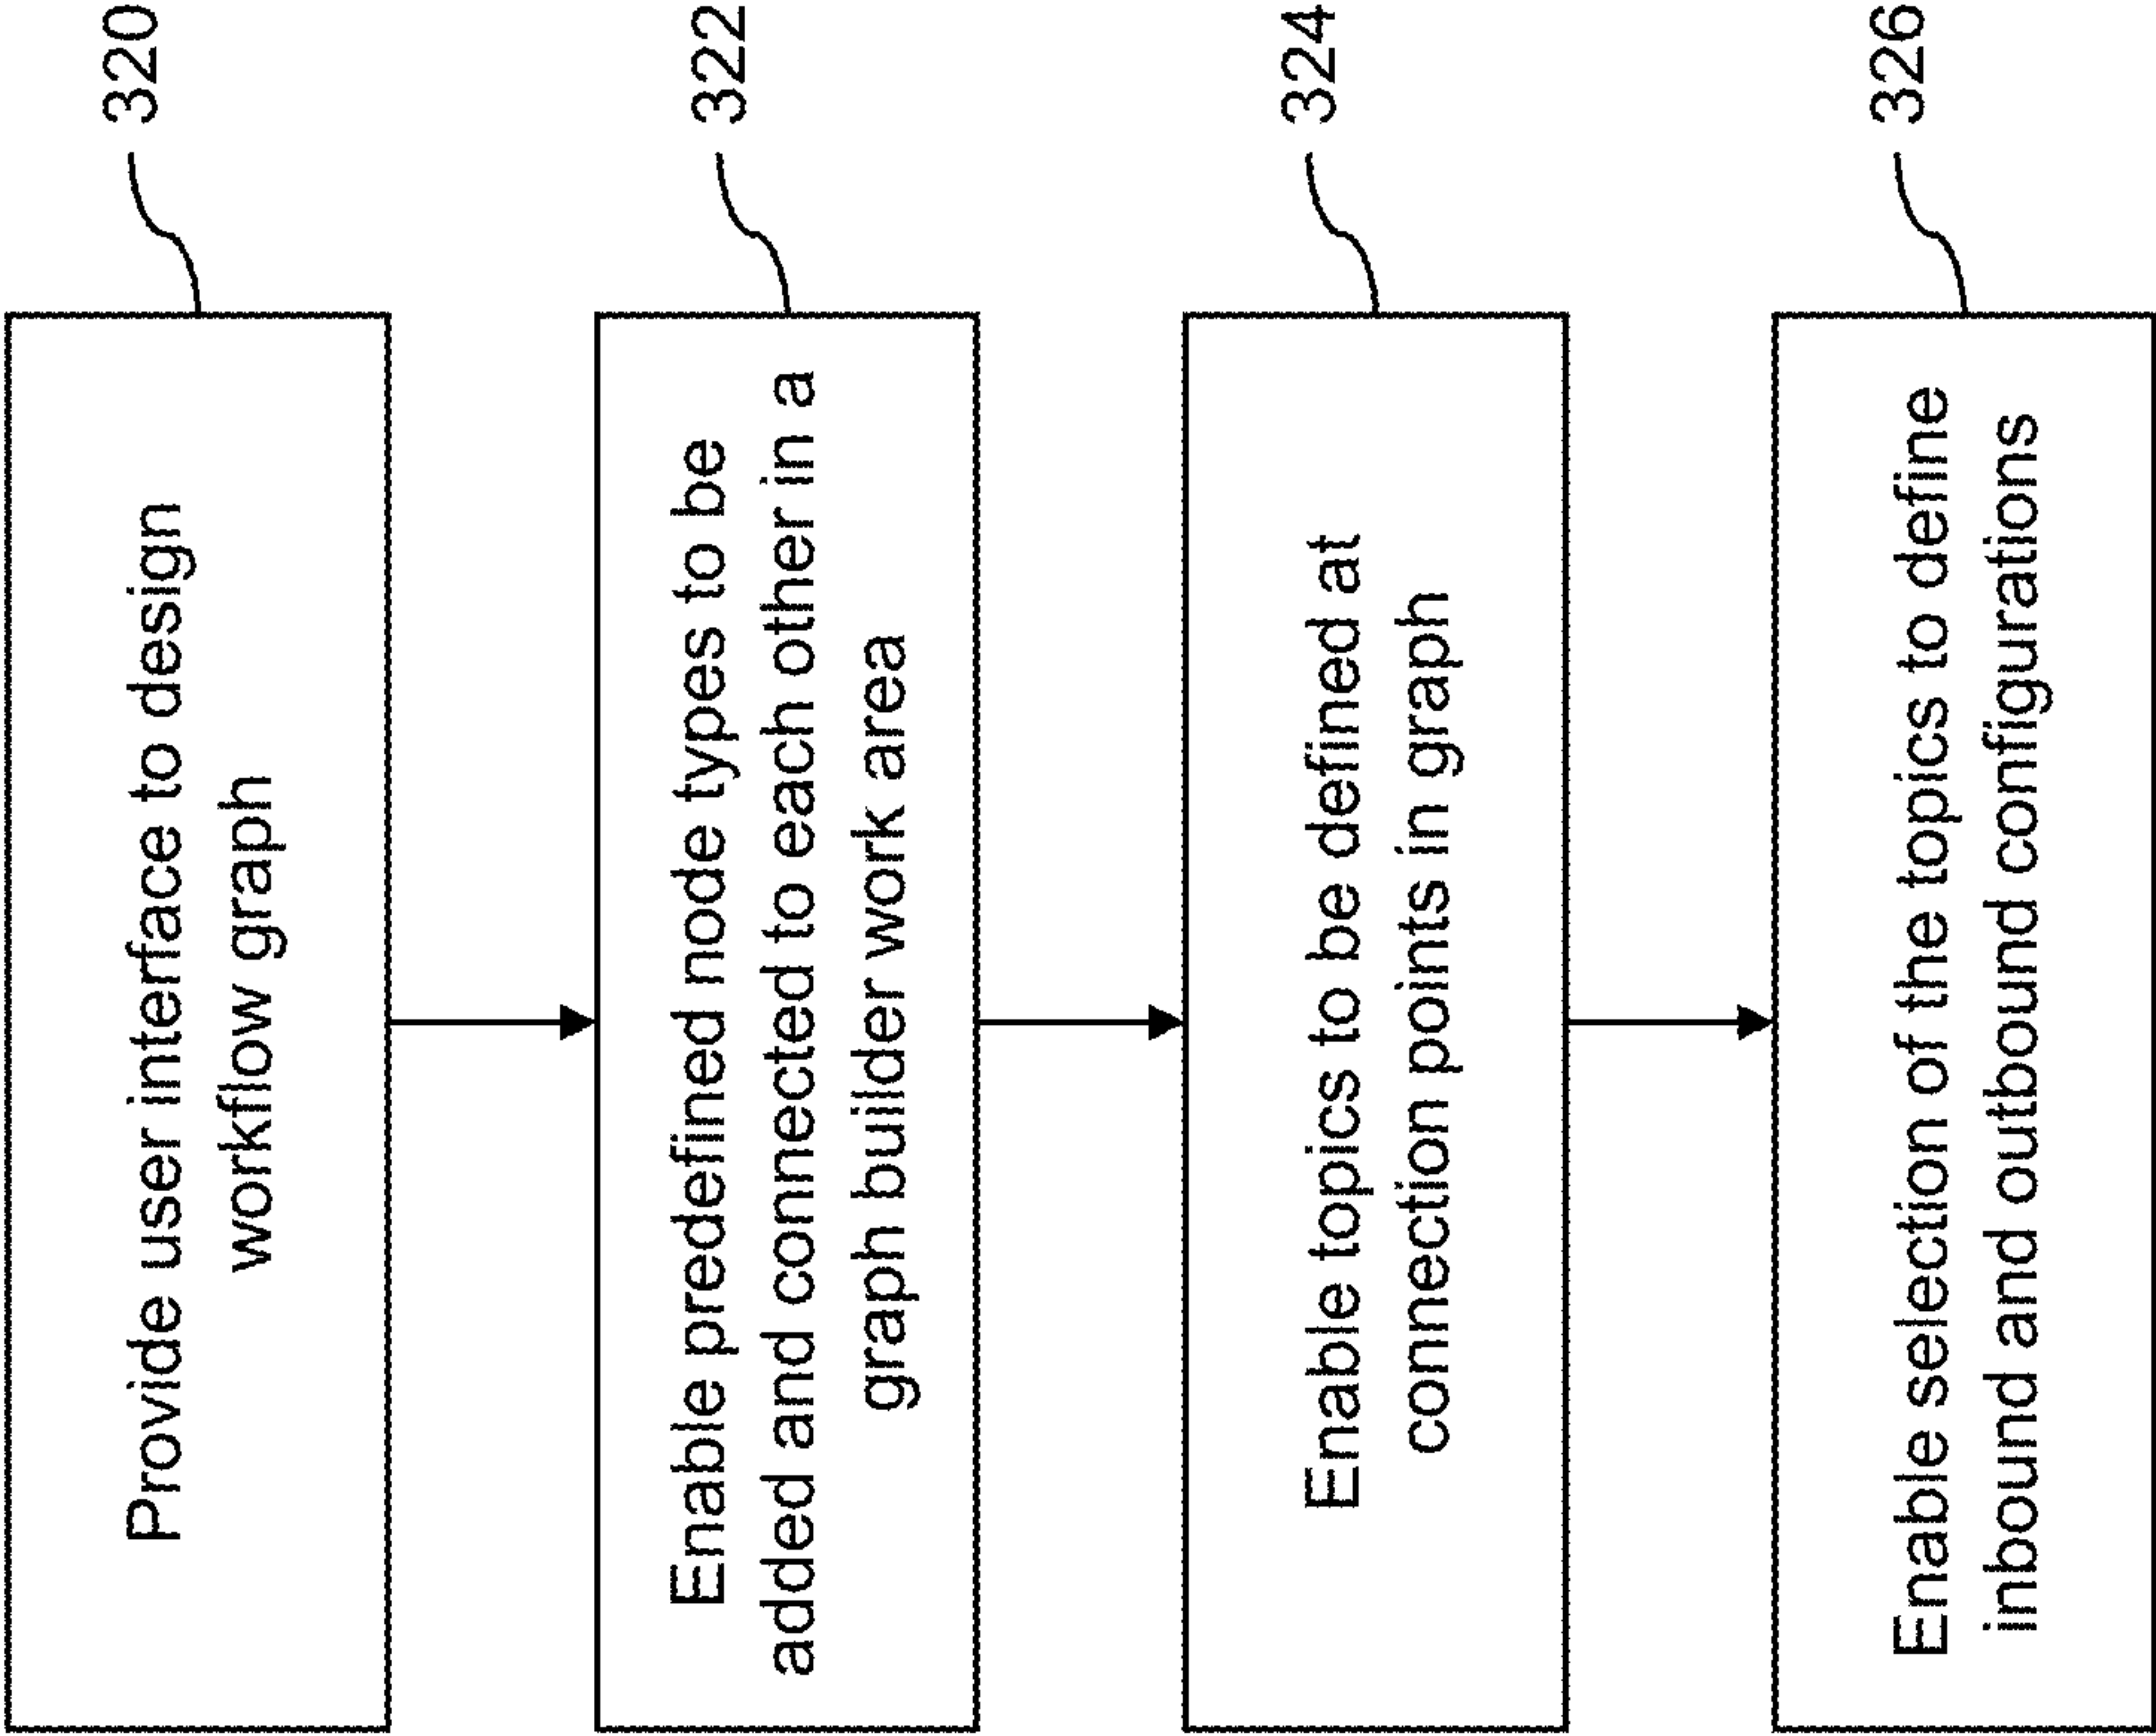 Provide user interface to design
workflow graph
320
Enable predefined node types to be
added and connected to each other in a
graph builder work area
322
Enable topics to be defined at
connection points in graph
324
Enable selection of the topics to define
inbound and outbound configurations
326